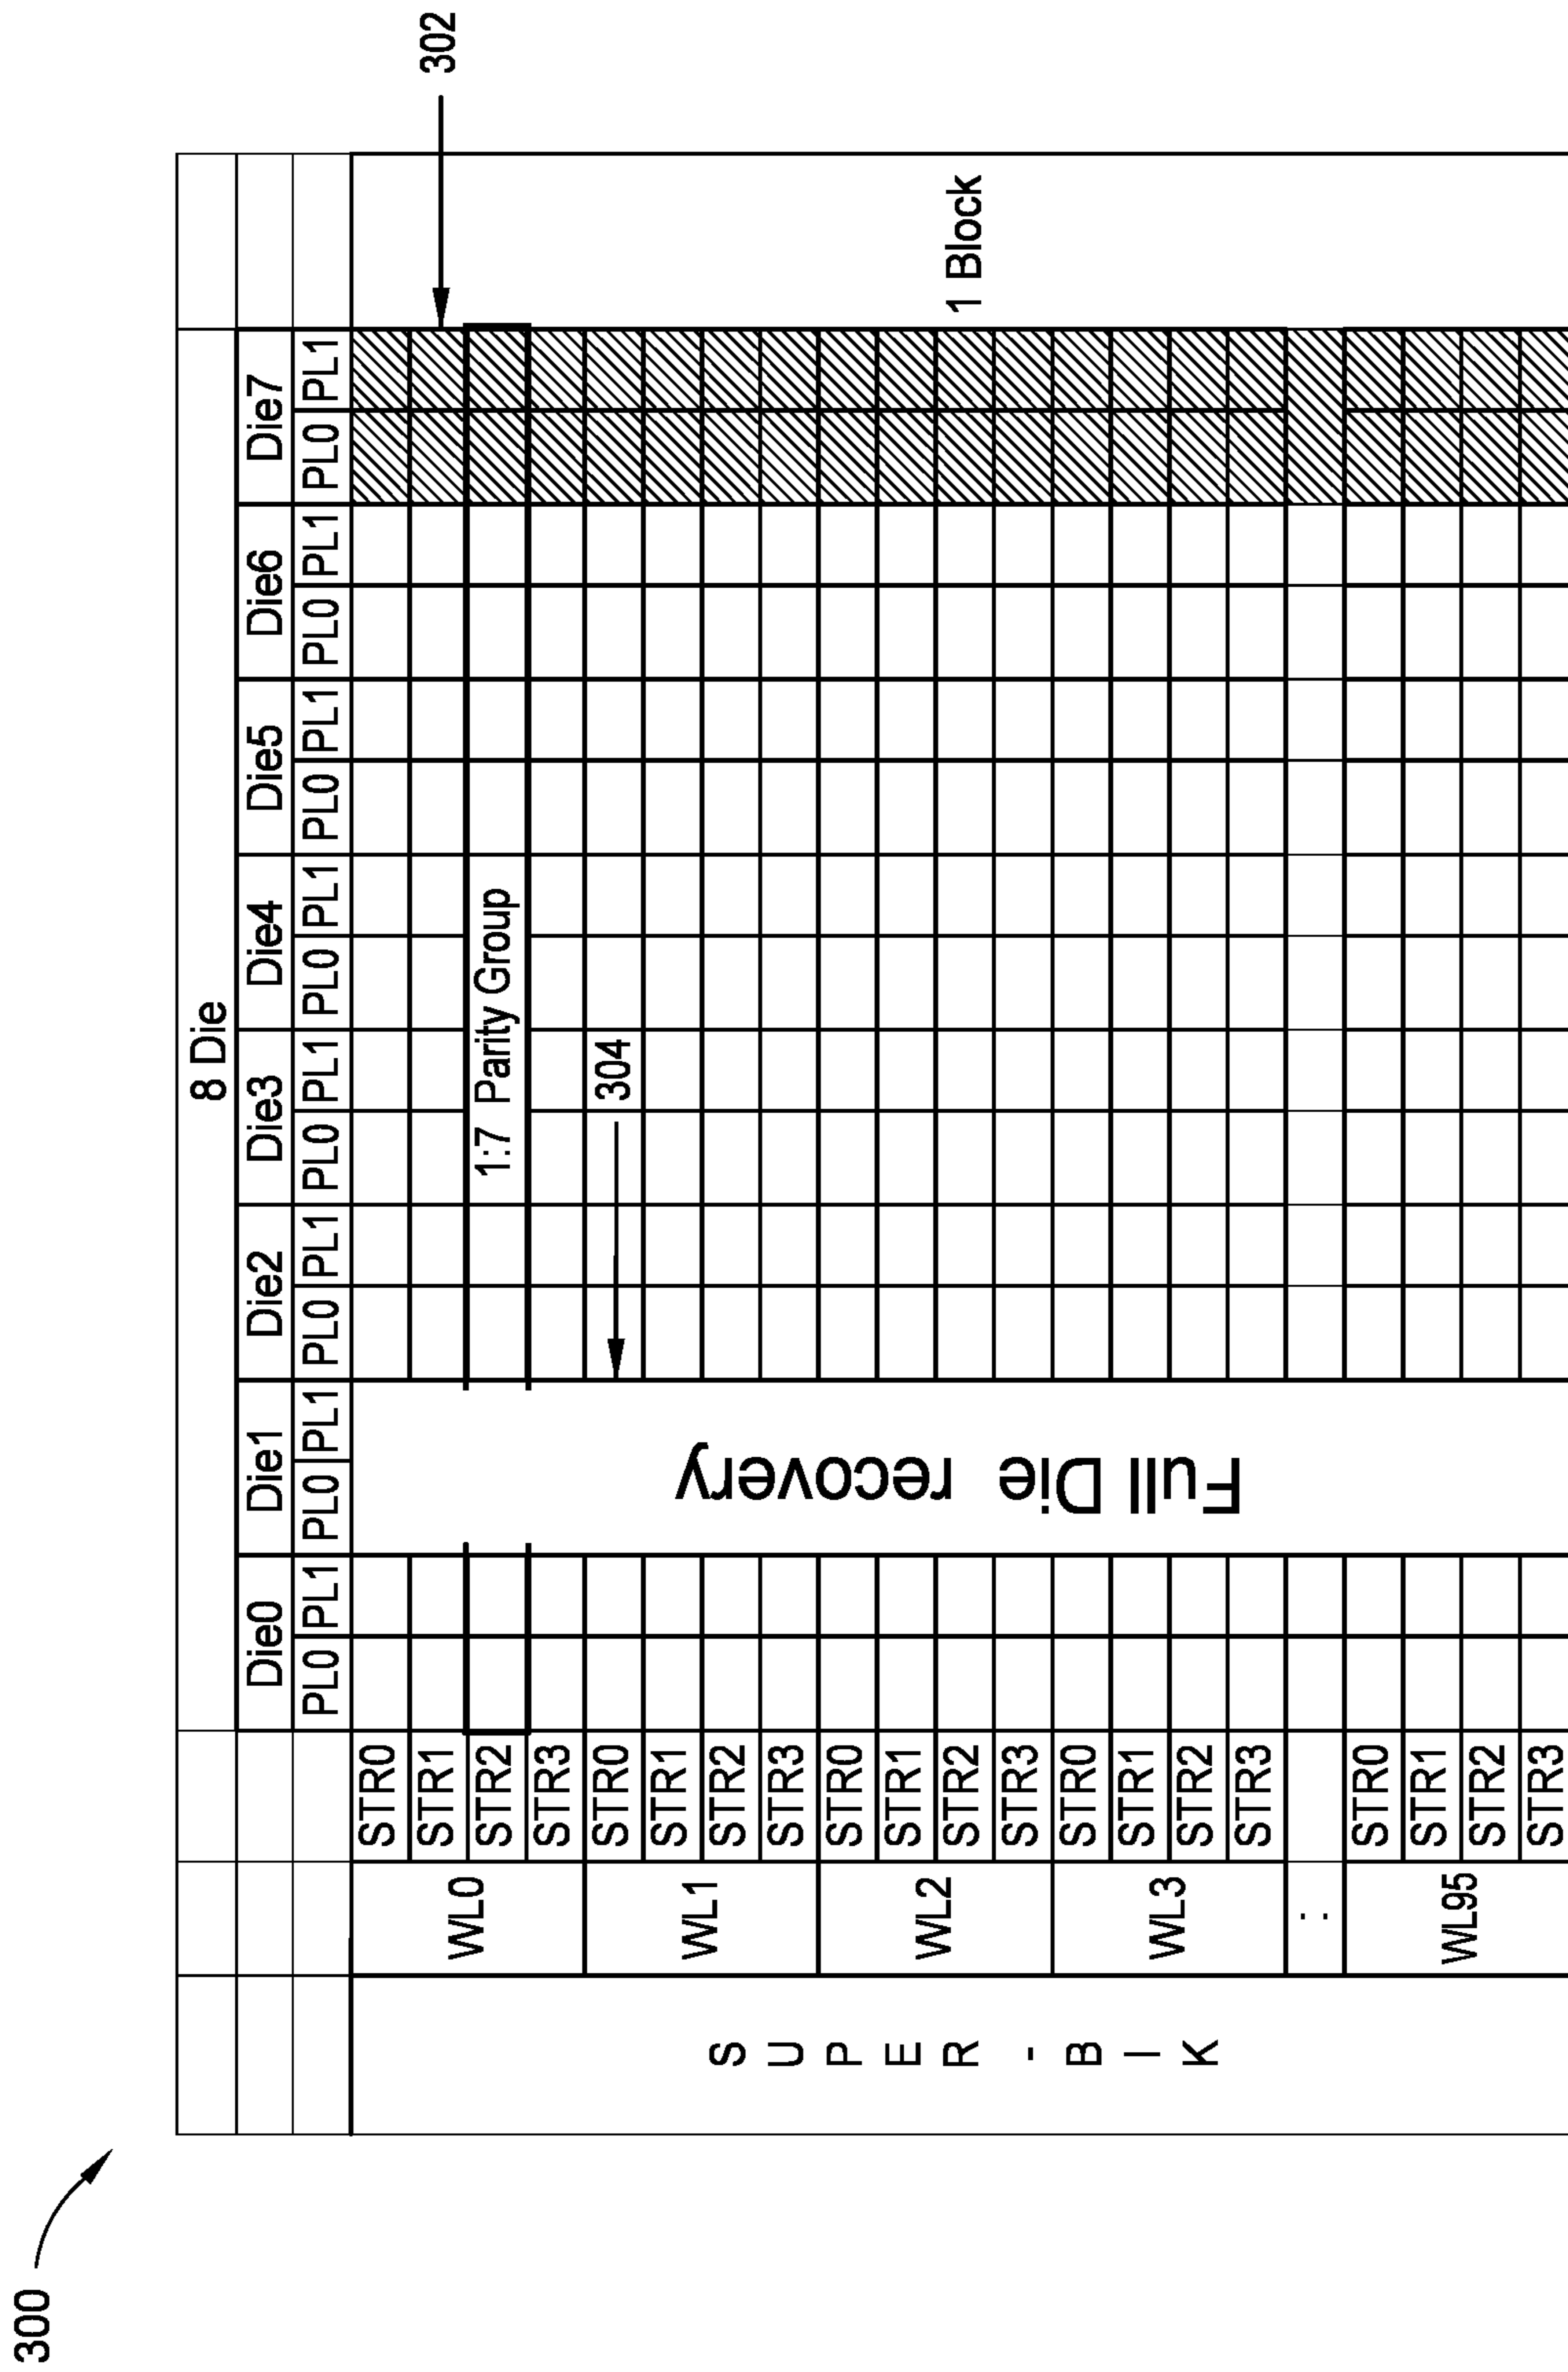 300
8 Die
Die0 Die1 Die2 Die3 Die4 Die5 Die6 Die7
PL0 PL1 PL0 PL1 PL0 PL1 PL0 PL1 PL0 PL1 PL0 PL1 PL0 PL1 PL0 PL1
SUPER-BIK
WL0
STR0
STR1
302
STR2
1:7 Parity Group
STR3
WL1
STR0
304
STR1
STR2
STR3
WL2
STR0
STR1
STR2
STR3
WL3
STR0
STR1
STR2
STR3
:
WL95
STR0
STR1
STR2
STR3
Full Die recovery
1 Block